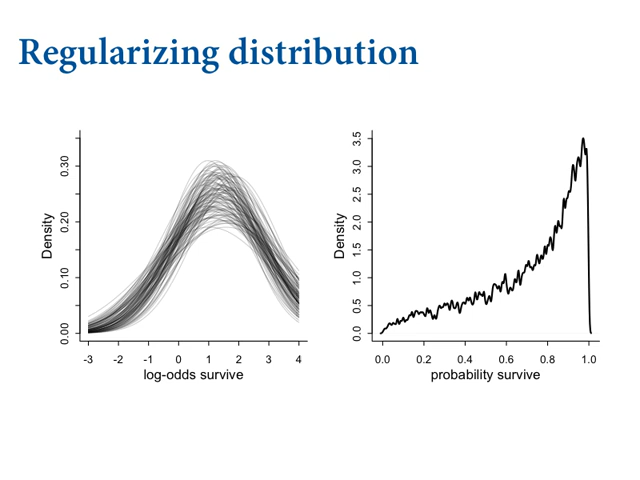 Regularizing distribution
Density
0.00 0.10 0.20 0.30
-3 -2 -1 0 1 2 3 4
log-odds survive
Density
0.0 0.5 1.0 1.5 2.0 2.5 3.0 3.5
0.0 0.2 0.4 0.6 0.8 1.0
probability survive